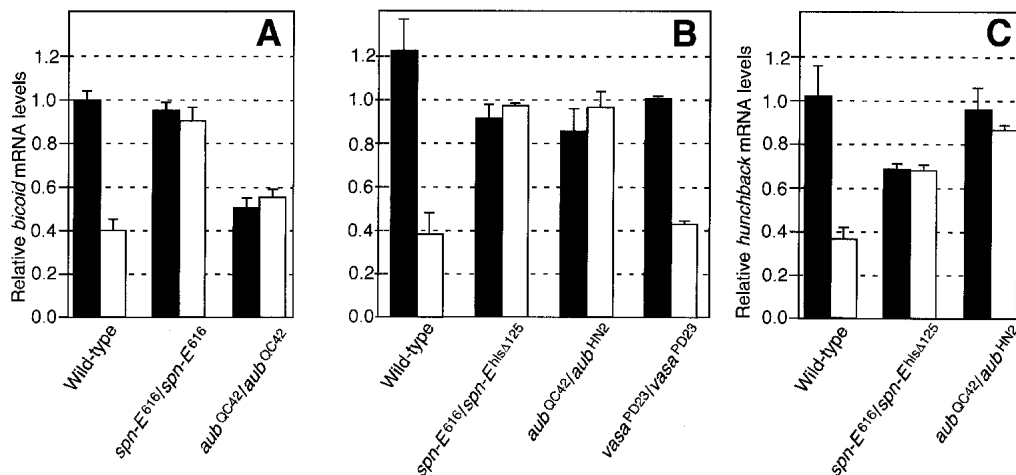 A
Relative bicoid mRNA levels
1.2
1.0
0.8
0.6
0.4
0.2
0.0
Wild-type
spn-E616/spn-E616
aubQC42/aubQC42
B
1.2
1.0
0.8
0.6
0.4
0.2
0.0
Wild-type
spn-E616/spn-EhlsΔ125
aubQC42/aubHN2
vasaPD23/vasaPD23
C
Relative hunchback mRNA levels
1.2
1.0
0.8
0.6
0.4
0.2
0.0
Wild-type
spn-E616/spn-EhlsΔ125
aubQC42/aubHN2